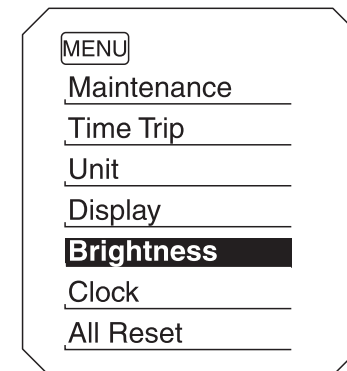 MENU
Maintenance
Time Trip
Unit
Display
Brightness
Clock
All Reset